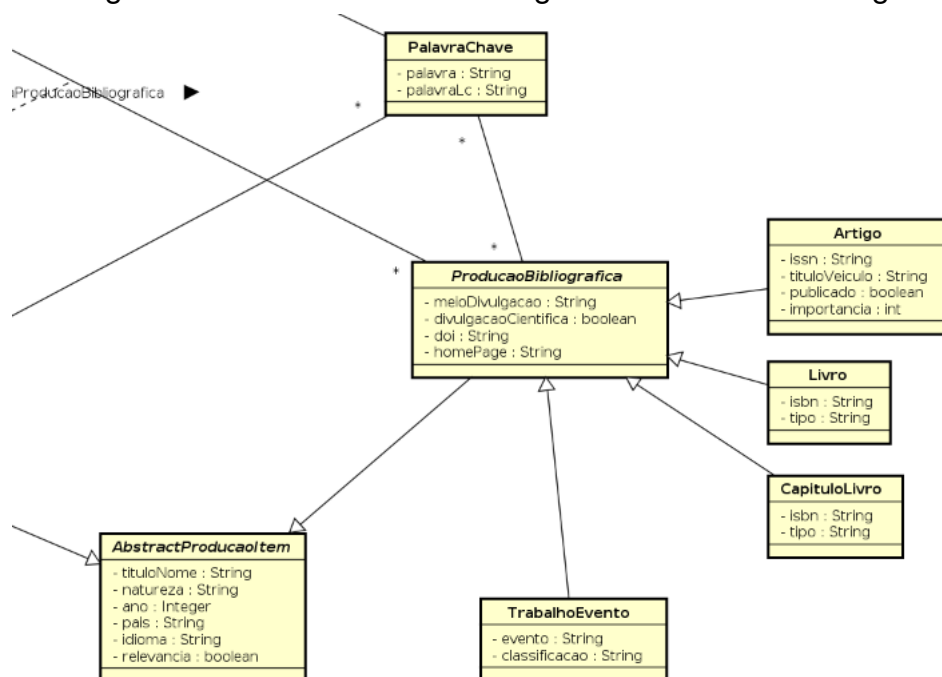 PalavraChave
- palavra : String
- palavraLc : String
ProducaoBibliografica
*
*
*
*
ProducaoBibliografica
- meioDivulgacao : String
- divulgacaoCientifica : boolean
- doi : String
- homePage : String
Artigo
- issn : String
- tituloVeiculo : String
- publicado : boolean
- importancia : int
Livro
- isbn : String
- tipo : String
CapituloLivro
- isbn : String
- tipo : String
AbstractProducaoItem
- tituloNome : String
- natureza : String
- ano : Integer
- pais : String
- idioma : String
- relevancia : boolean
TrabalhoEvento
- evento : String
- classificacao : String